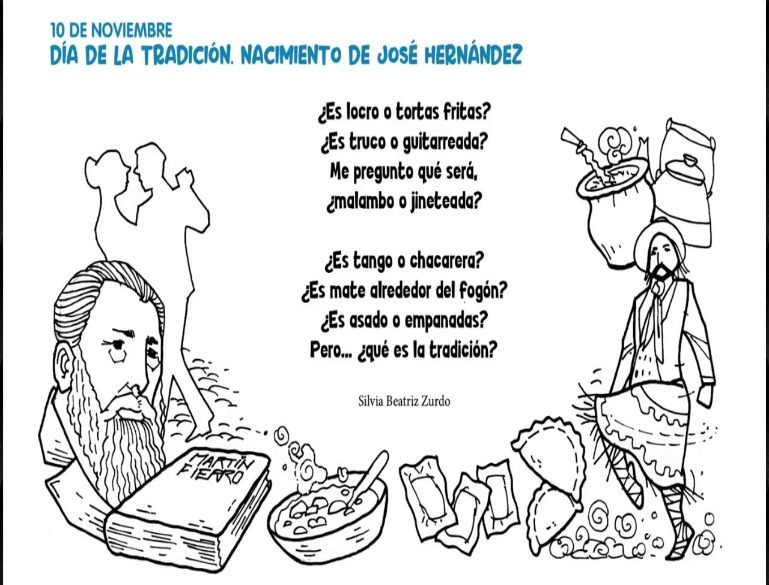 10 DE NOVIEMBRE
DÍA DE LA TRADICIÓN. NACIMIENTO DE JOSÉ HERNÁNDEZ
¿Es locro o tortas fritas?
¿Es truco o guitarreada?
Me pregunto qué será,
¿malambo o jineteada?
¿Es tango o chacarera?
¿Es mate alrededor del fogón?
¿Es asado o empanadas?
Pero... ¿qué es la tradición?
Silvia Beatriz Zurdo
MARTÍN
FIERRO